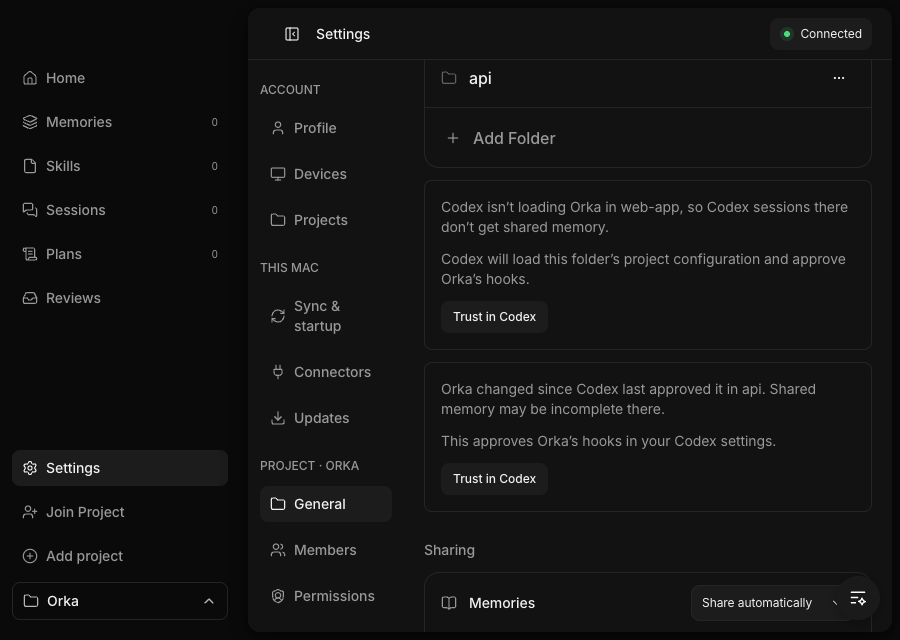 Home
Memories 0
Skills 0
Sessions 0
Plans 0
Reviews
Settings
Join Project
Add project
Orka
Settings
Connected
ACCOUNT
Profile
Devices
Projects
THIS MAC
Sync &
startup
Connectors
Updates
PROJECT · ORKA
General
Members
Permissions
api
Add Folder
Codex isn’t loading Orka in web-app, so Codex sessions there
don’t get shared memory.
Codex will load this folder’s project configuration and approve
Orka’s hooks.
Trust in Codex
Orka changed since Codex last approved it in api. Shared
memory may be incomplete there.
This approves Orka’s hooks in your Codex settings.
Trust in Codex
Sharing
Memories
Share automatically